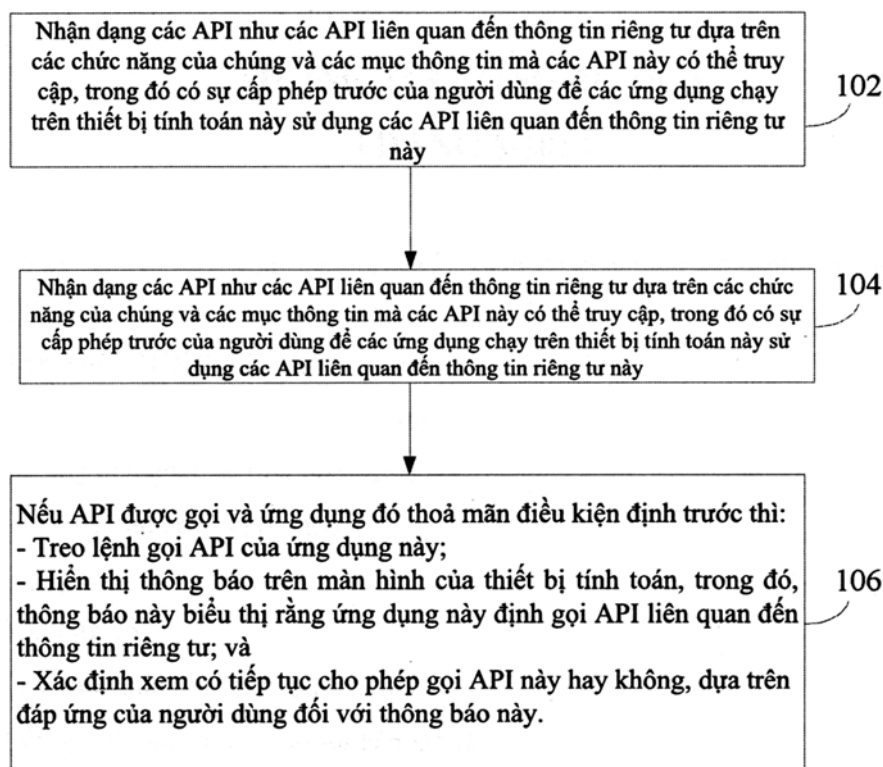 Nhận dạng các API như các API liên quan đến thông tin riêng tư dựa trên
các chức năng của chúng và các mục thông tin mà các API này có thể truy
cập, trong đó có sự cấp phép trước của người dùng để các ứng dụng chạy
trên thiết bị tính toán này sử dụng các API liên quan đến thông tin riêng tư
này
102
Nhận dạng các API như các API liên quan đến thông tin riêng tư dựa trên các chức
năng của chúng và các mục thông tin mà các API này có thể truy cập, trong đó có sự
cấp phép trước của người dùng để các ứng dụng chạy trên thiết bị tính toán này sử
dụng các API liên quan đến thông tin riêng tư này
104
Nếu API được gọi và ứng dụng đó thoả mãn điều kiện định trước thì:
- Treo lệnh gọi API của ứng dụng này;
- Hiển thị thông báo trên màn hình của thiết bị tính toán, trong đó,
thông báo này biểu thị rằng ứng dụng này định gọi API liên quan đến
thông tin riêng tư; và
- Xác định xem có tiếp tục cho phép gọi API này hay không, dựa trên
đáp ứng của người dùng đối với thông báo này.
106